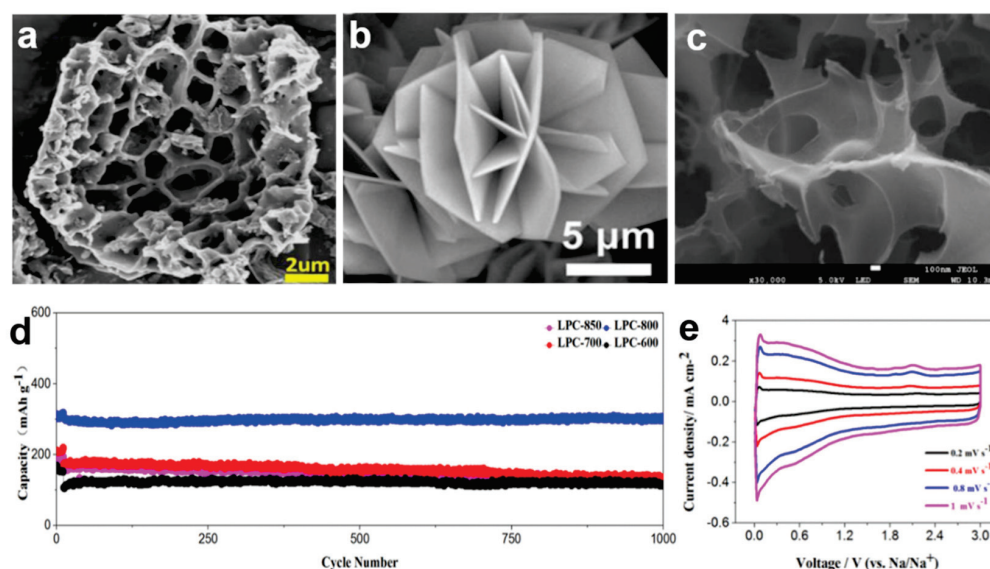 a
2um
b
5 µm
c
x30,000 5.0kV LED SEM WD 10.3m
100nm JEOL
d
600
400
200
0
Capacity（mAh g⁻¹）
LPC-850 LPC-800
LPC-700 LPC-600
0 250 500 750 1000
Cycle Number
e
0.4
0.2
0.0
-0.2
-0.4
-0.6
Current density/ mA cm-²
0.2 mV s⁻¹
0.4 mV s⁻¹
0.8 mV s⁻¹
1 mV s⁻¹
0.0 0.6 1.2 1.8 2.4 3.0
Voltage / V (vs. Na/Na⁺)